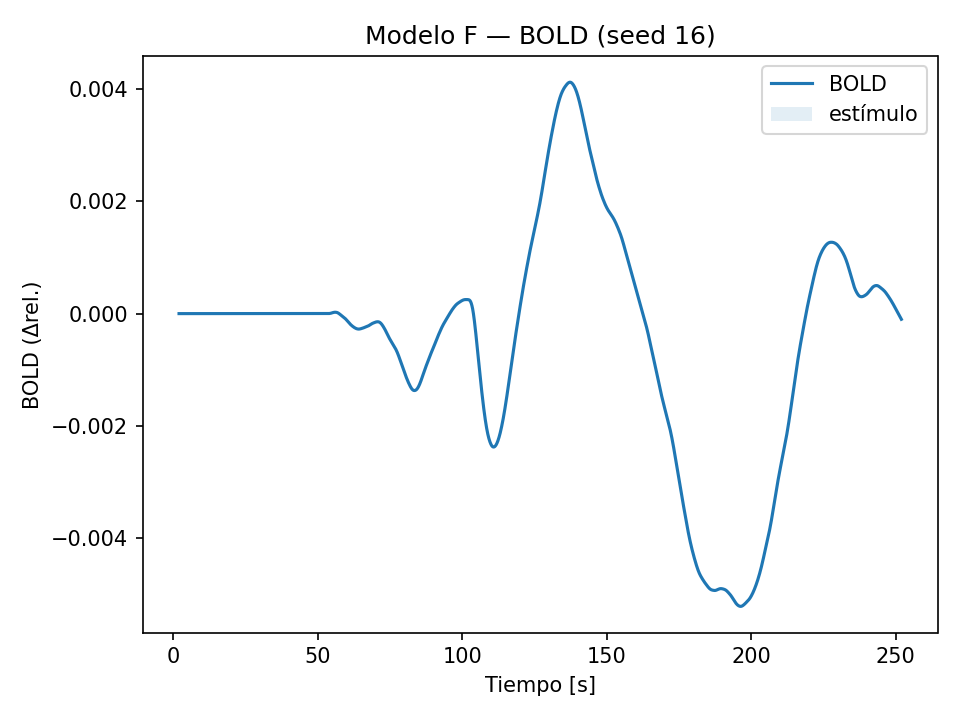 Modelo F — BOLD (seed 16)
BOLD
estímulo
BOLD (Δrel.)
0.004
0.002
0.000
−0.002
−0.004
0 50 100 150 200 250
Tiempo [s]